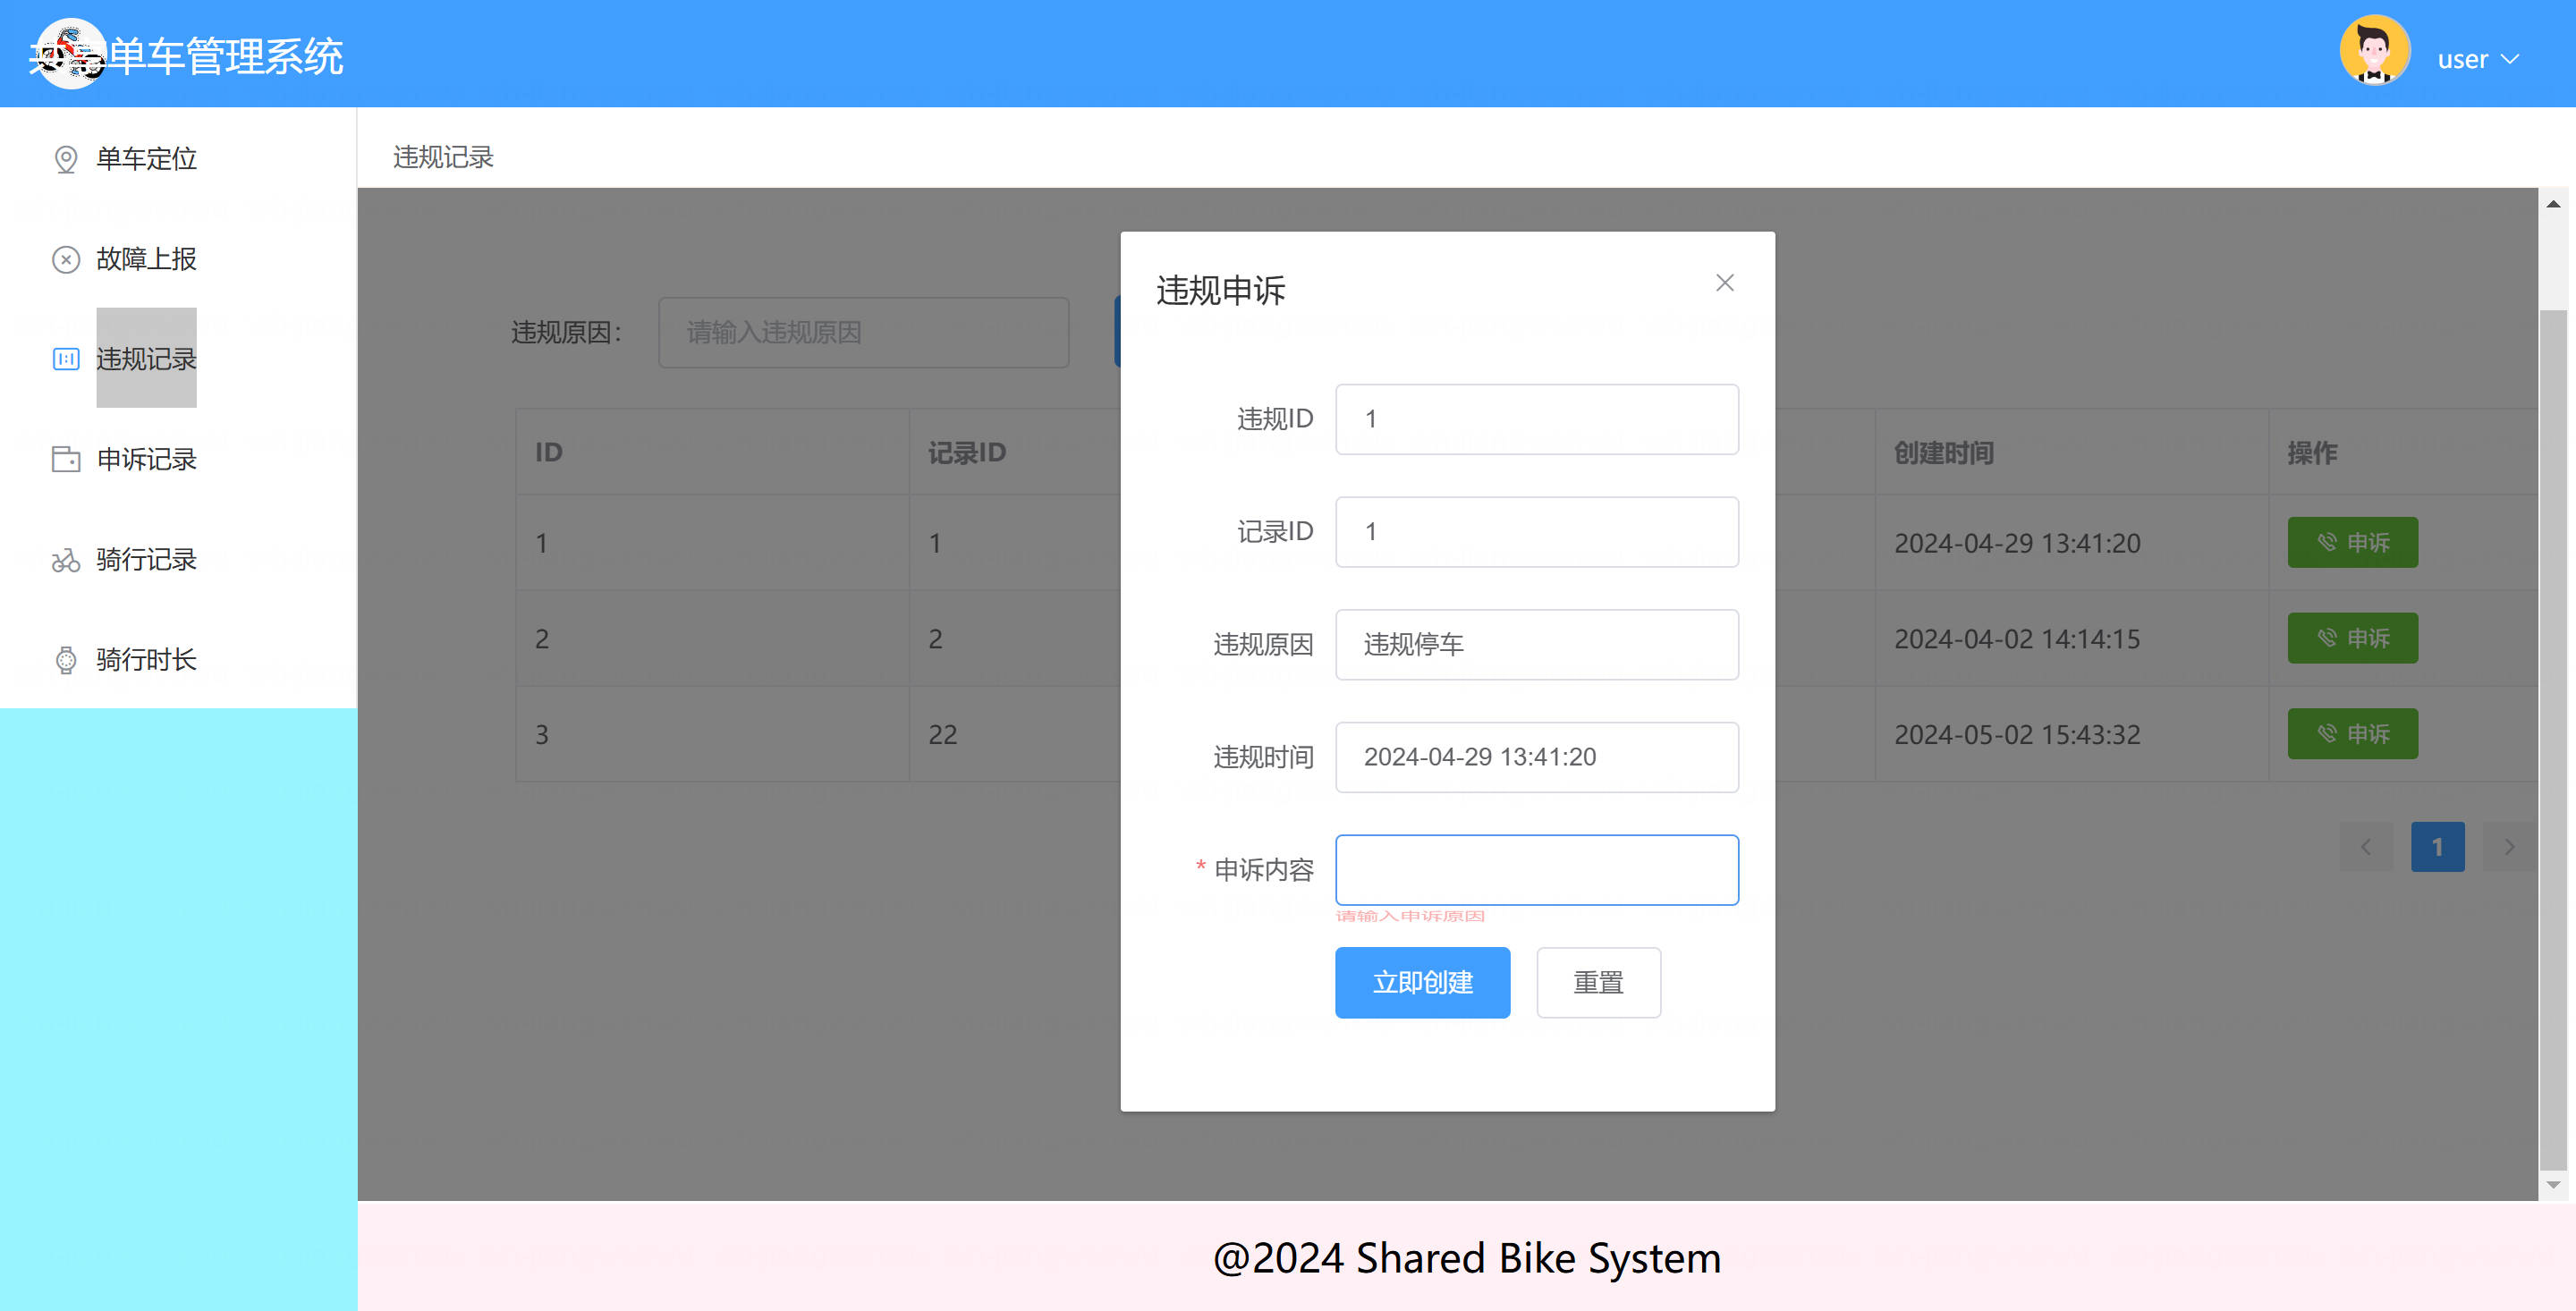 单车管理系统
user
单车定位
故障上报
违规记录
申诉记录
骑行记录
骑行时长
违规记录
违规原因：
请输入违规原因
ID 记录ID 创建时间 操作
1 1 2024-04-29 13:41:20 申诉
2 2 2024-04-02 14:14:15 申诉
3 22 2024-05-02 15:43:32 申诉
1
违规申诉
违规ID 1
记录ID 1
违规原因 违规停车
违规时间 2024-04-29 13:41:20
* 申诉内容
请输入申诉原因
立即创建 重置
@2024 Shared Bike System